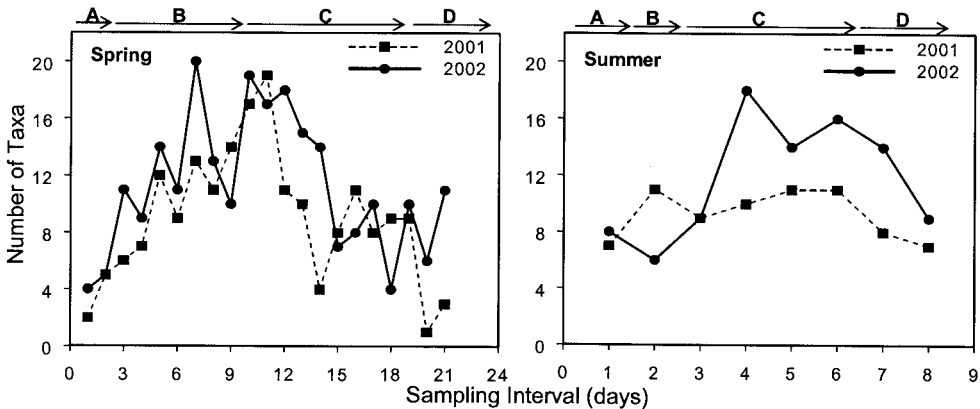 A B C D A B C D
Spring 2001 Summer 2001
2002 2002
20 20
16 16
12 12
8 8
4 4
0 0
Number of Taxa
0 3 6 9 12 15 18 21 24 0 1 2 3 4 5 6 7 8 9
Sampling Interval (days)